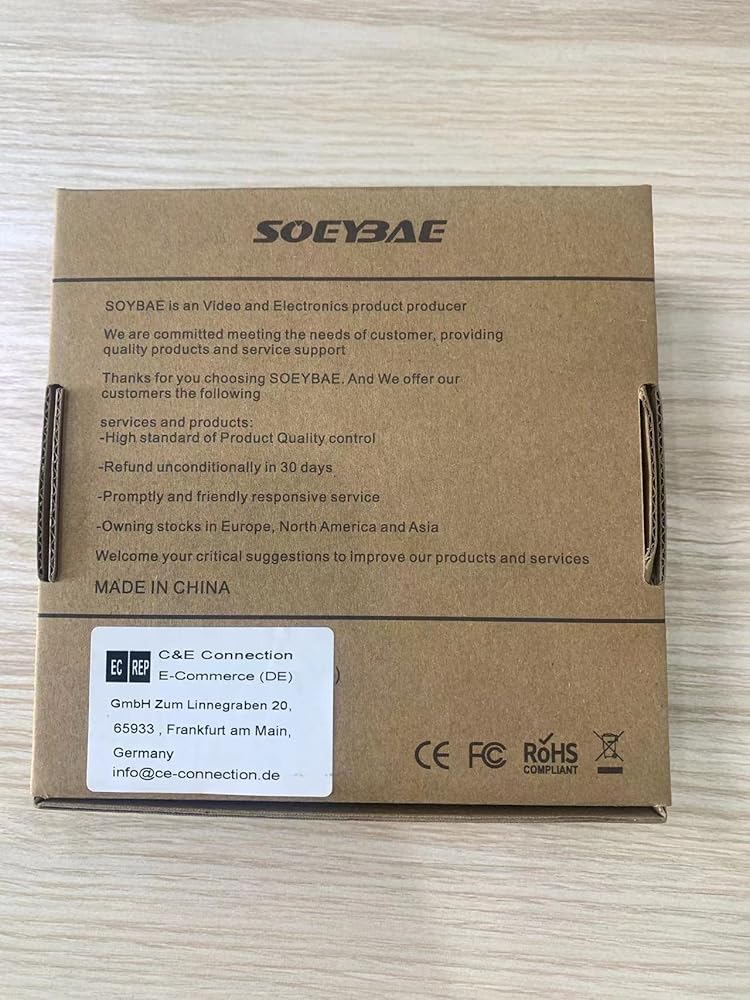 SOEYBAE
SOYBAE is an Video and Electronics product producer
We are committed meeting the needs of customer, providing
quality products and service support
Thanks for you choosing SOEYBAE. And We offer our
customers the following
services and products:
-High standard of Product Quality control
-Refund unconditionally in 30 days
-Promptly and friendly responsive service
-Owning stocks in Europe, North America and Asia
Welcome your critical suggestions to improve our products and services
MADE IN CHINA
EC REP
C&E Connection
E-Commerce (DE)
GmbH Zum Linnegraben 20,
65933 , Frankfurt am Main,
Germany
info@ce-connection.de
)
CE FC RoHS
COMPLIANT